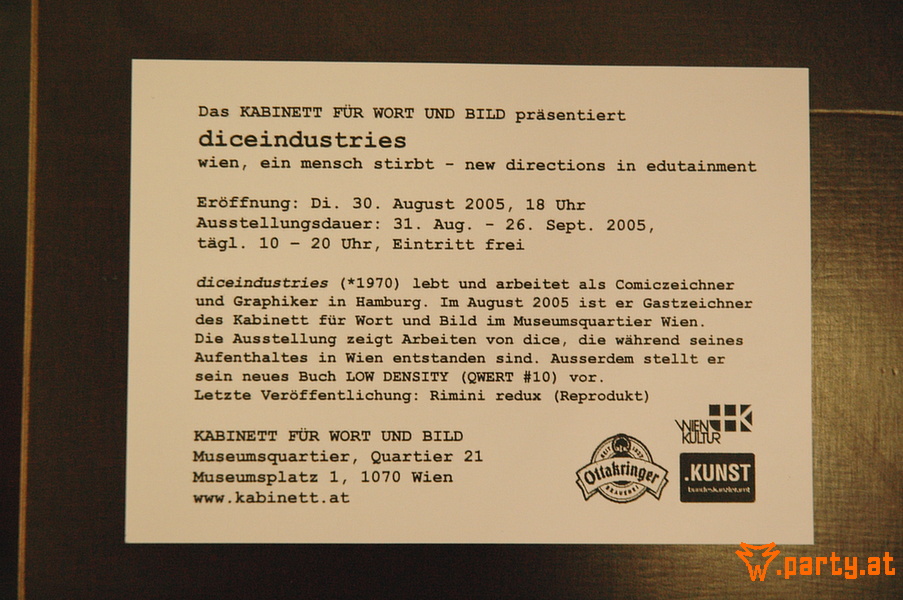 Das KABINETT FÜR WORT UND BILD präsentiert
diceindustries
wien, ein mensch stirbt - new directions in edutainment
Eröffnung: Di. 30. August 2005, 18 Uhr
Ausstellungsdauer: 31. Aug. - 26. Sept. 2005,
tägl. 10 - 20 Uhr, Eintritt frei
diceindustries (*1970) lebt und arbeitet als Comiczeichner
und Graphiker in Hamburg. Im August 2005 ist er Gastzeichner
des Kabinett für Wort und Bild im Museumsquartier Wien.
Die Ausstellung zeigt Arbeiten von dice, die während seines
Aufenthaltes in Wien entstanden sind. Ausserdem stellt er
sein neues Buch LOW DENSITY (QWERT #10) vor.
Letzte Veröffentlichung: Rimini redux (Reprodukt)
KABINETT FÜR WORT UND BILD
Museumsquartier, Quartier 21
Museumsplatz 1, 1070 Wien
www.kabinett.at
SEIT 1837
Ottakringer
BRAUEREI
WIEN
KULTUR
.KUNST
bundeskanzleramt
.party.at